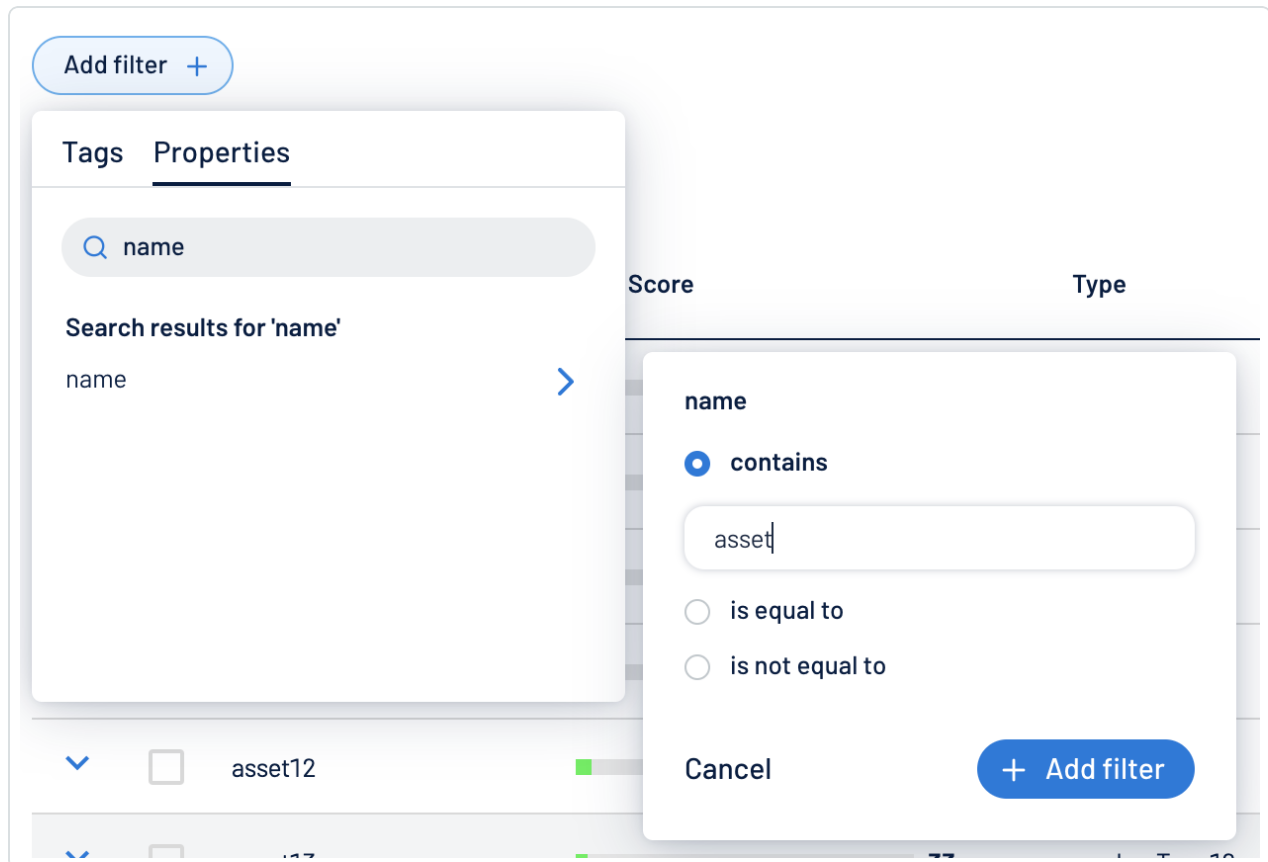 Add filter +
Tags Properties
name
Search results for 'name'
name
Score Type
name
contains
asset
is equal to
is not equal to
Cancel + Add filter
asset12